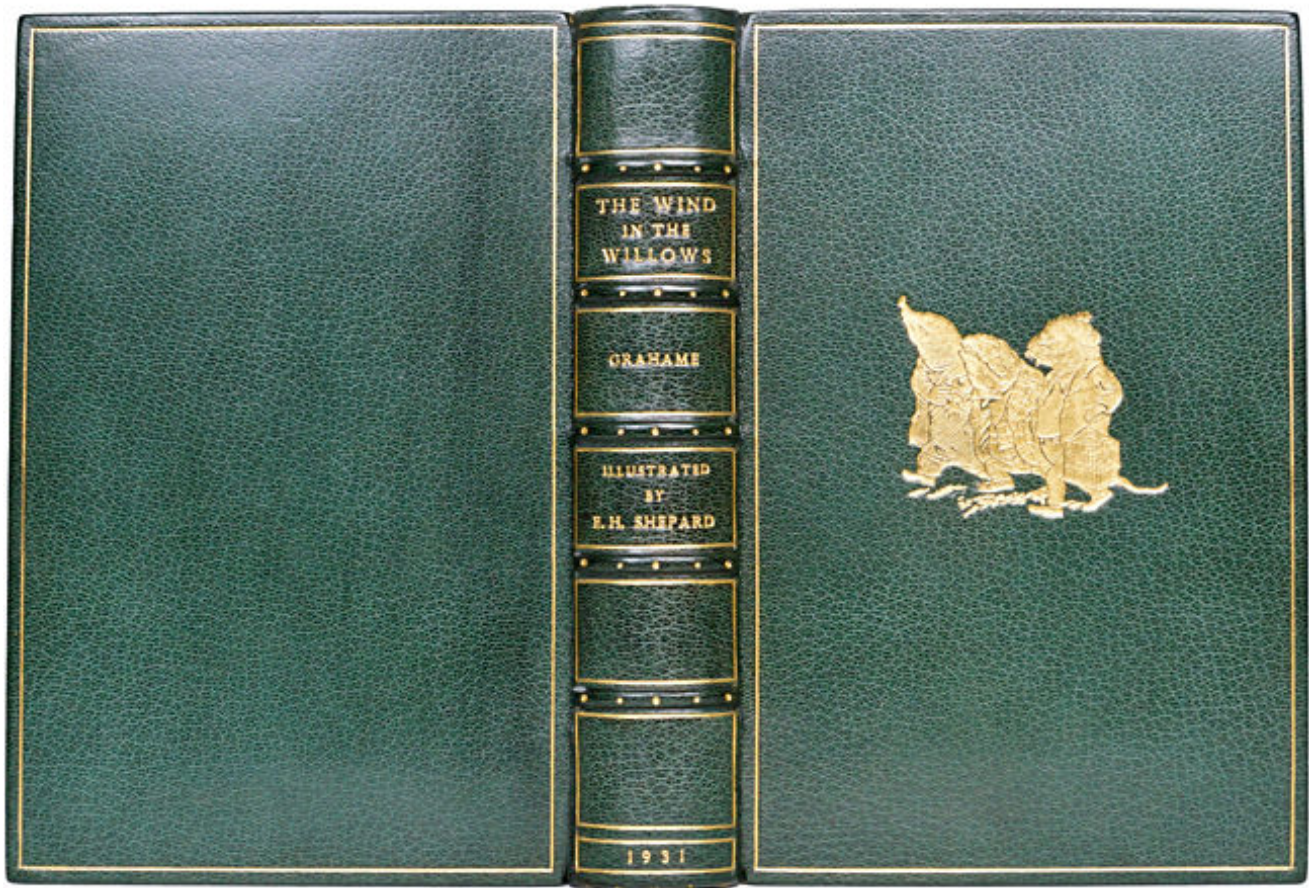 THE WIND
IN THE
WILLOWS
GRAHAME
ILLUSTRATED
BY
E. H. SHEPARD
1931